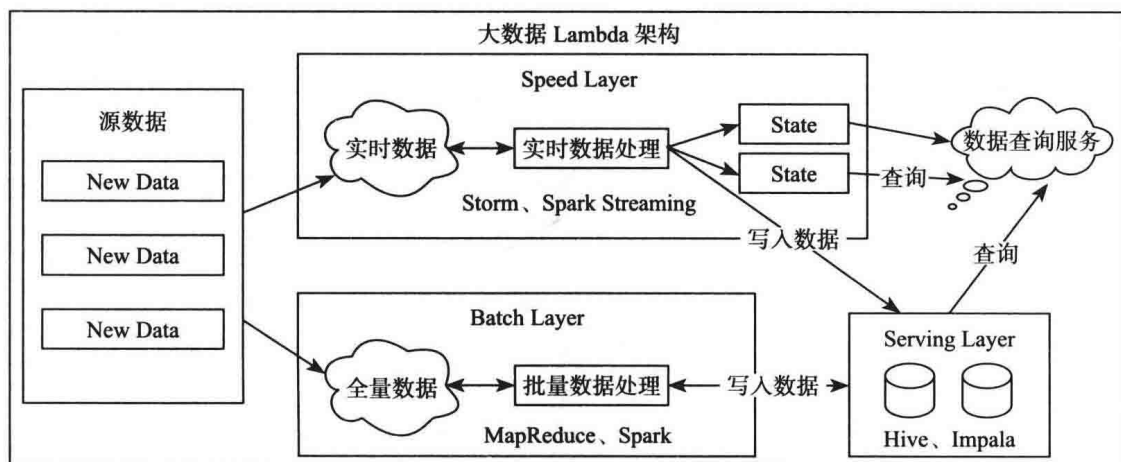 大数据 Lambda 架构
源数据
New Data
New Data
New Data
Speed Layer
实时数据
实时数据处理
State
State
Storm、Spark Streaming
数据查询服务
查询
写入数据
查询
Batch Layer
全量数据
批量数据处理
写入数据
MapReduce、Spark
Serving Layer
Hive、Impala